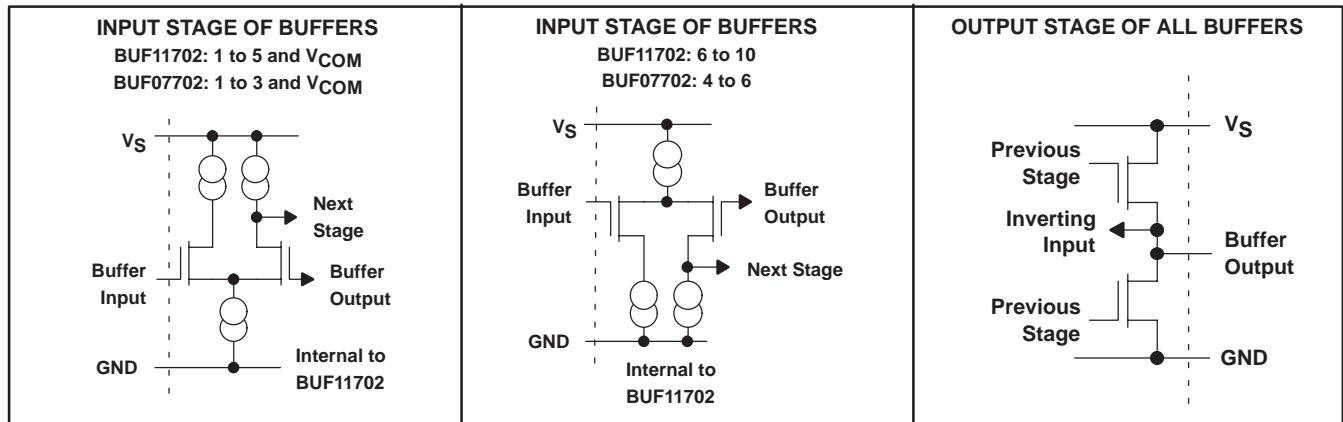 INPUT STAGE OF BUFFERS
BUF11702: 1 to 5 and VCOM
BUF07702: 1 to 3 and VCOM
VS
Next
Stage
Buffer
Input
Buffer
Output
GND
Internal to
BUF11702
INPUT STAGE OF BUFFERS
BUF11702: 6 to 10
BUF07702: 4 to 6
VS
Buffer
Input
Buffer
Output
Next Stage
GND
Internal to
BUF11702
OUTPUT STAGE OF ALL BUFFERS
VS
Previous
Stage
Inverting
Input
Buffer
Output
Previous
Stage
GND